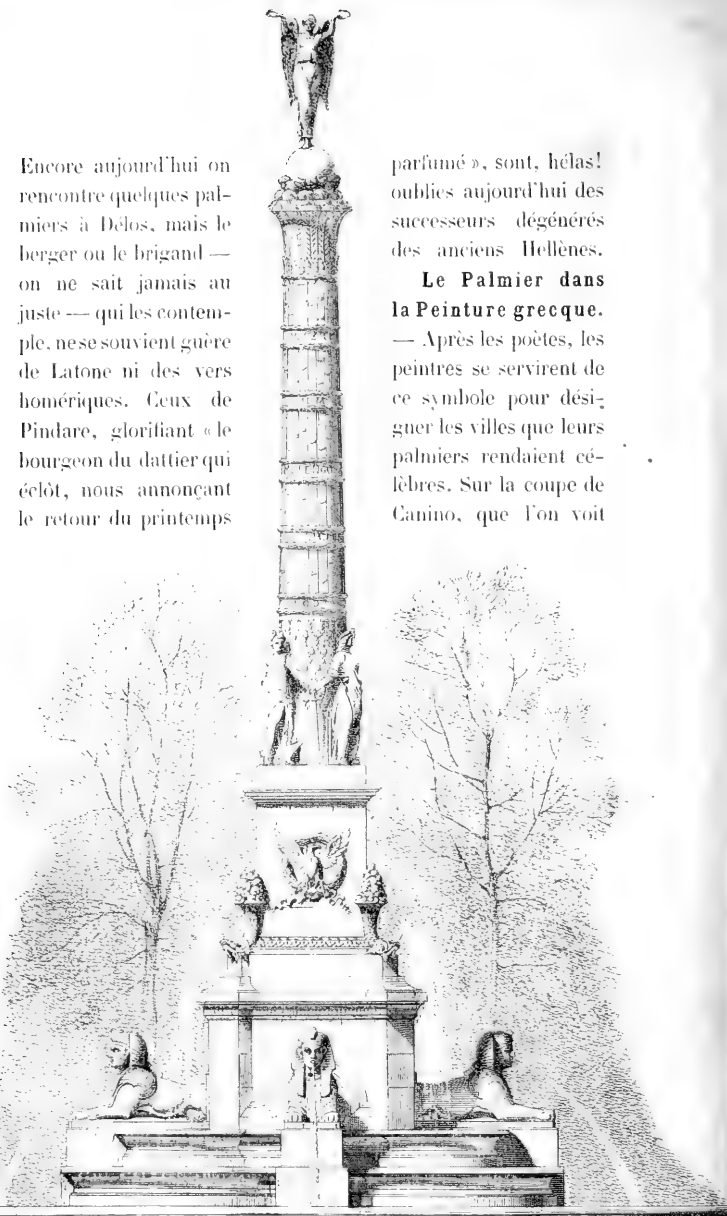 Encore aujourd'hui on
rencontre quelques pal-
miers à Délos, mais le
berger ou le brigand —
on ne sait jamais au
juste — qui les contem-
ple, ne se souvient guère
de Latone ni des vers
homériques. Ceux de
Pindare, glorifiant « le
bourgeon du dattier qui
éclôt, nous annonçant
le retour du printemps
parfumé », sont, hélas!
oubliés aujourd'hui des
successeurs dégénérés
des anciens Hellènes.
Le Palmier dans
la Peinture grecque.
— Après les poètes, les
peintres se servirent de
ce symbole pour dési-
gner les villes que leurs
palmiers rendaient cé-
lèbres. Sur la coupe de
Canino, que l'on voit